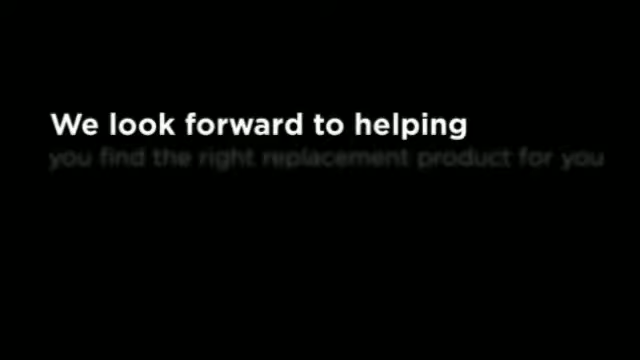 We look forward to helping
you find the right replacement product for you